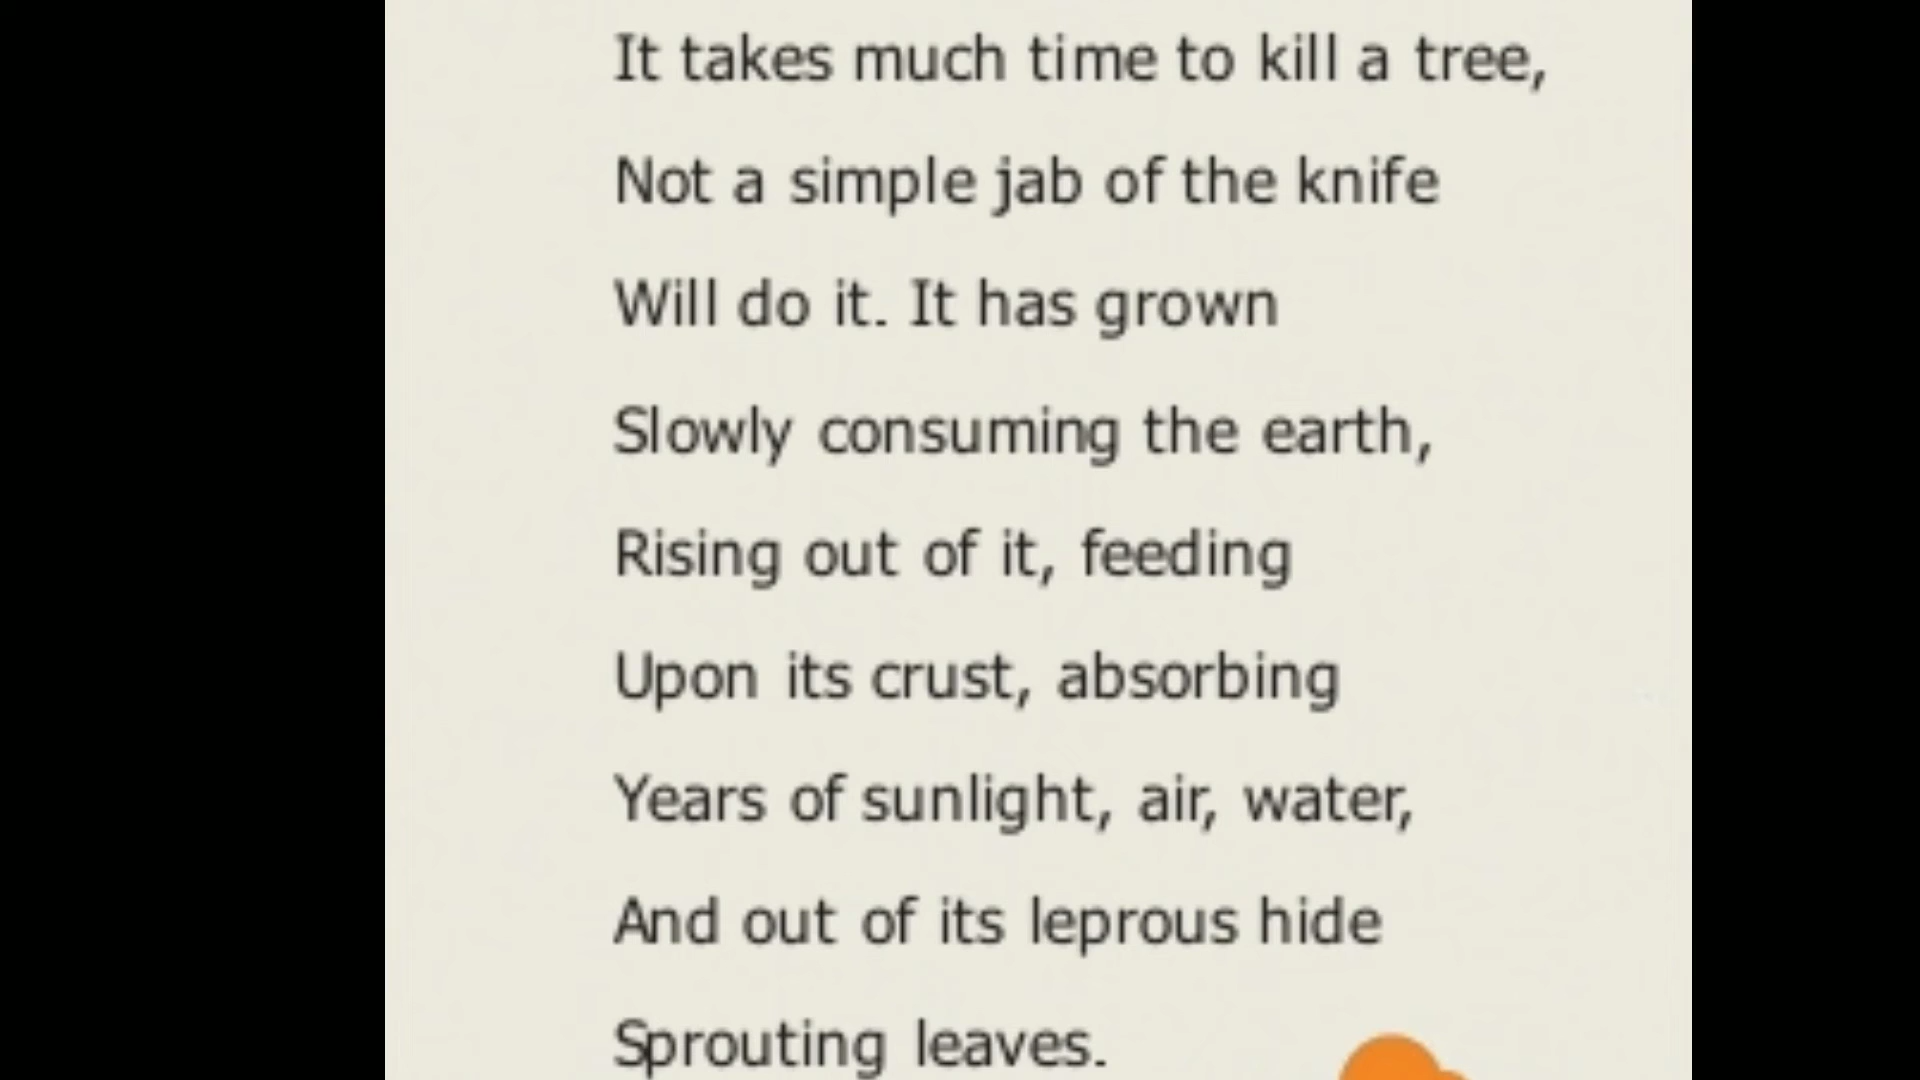 It takes much time to kill a tree,
Not a simple jab of the knife
Will do it. It has grown
Slowly consuming the earth,
Rising out of it, feeding
Upon its crust, absorbing
Years of sunlight, air, water,
And out of its leprous hide
Sprouting leaves.